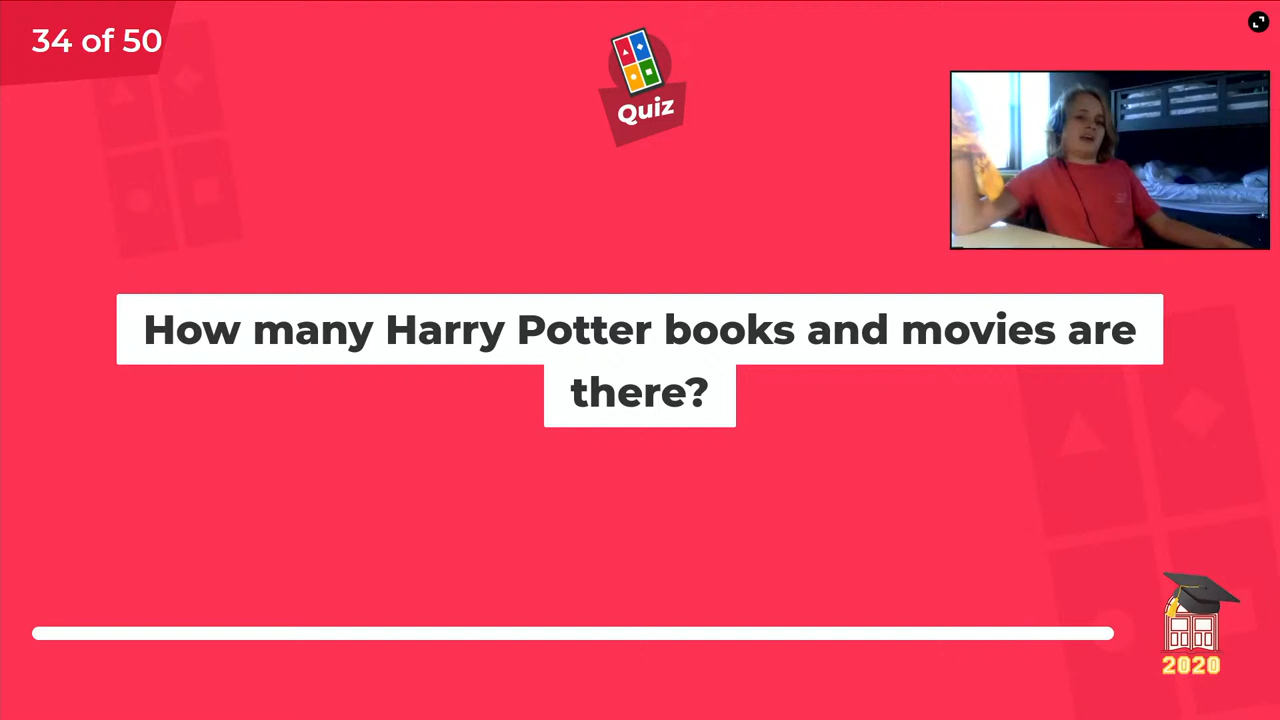 34 of 50
Quiz
How many Harry Potter books and movies are
there?
2020